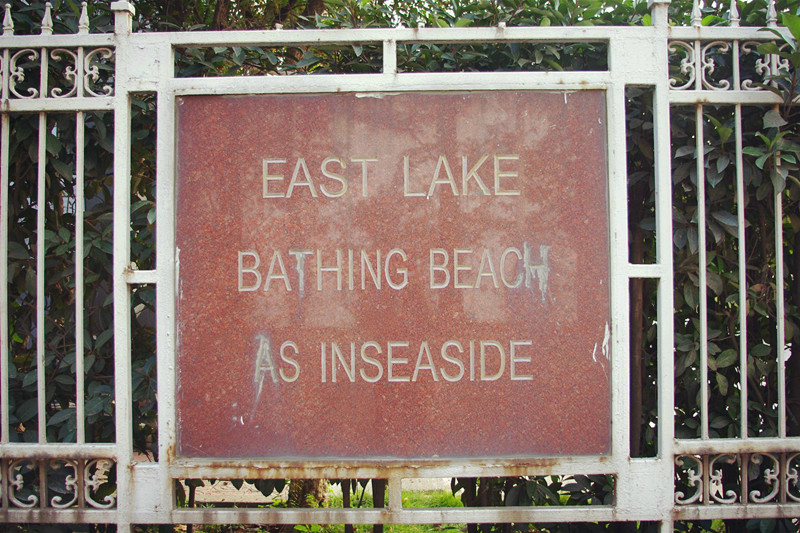 EAST LAKE
BATHING BEACH
AS INSEASIDE